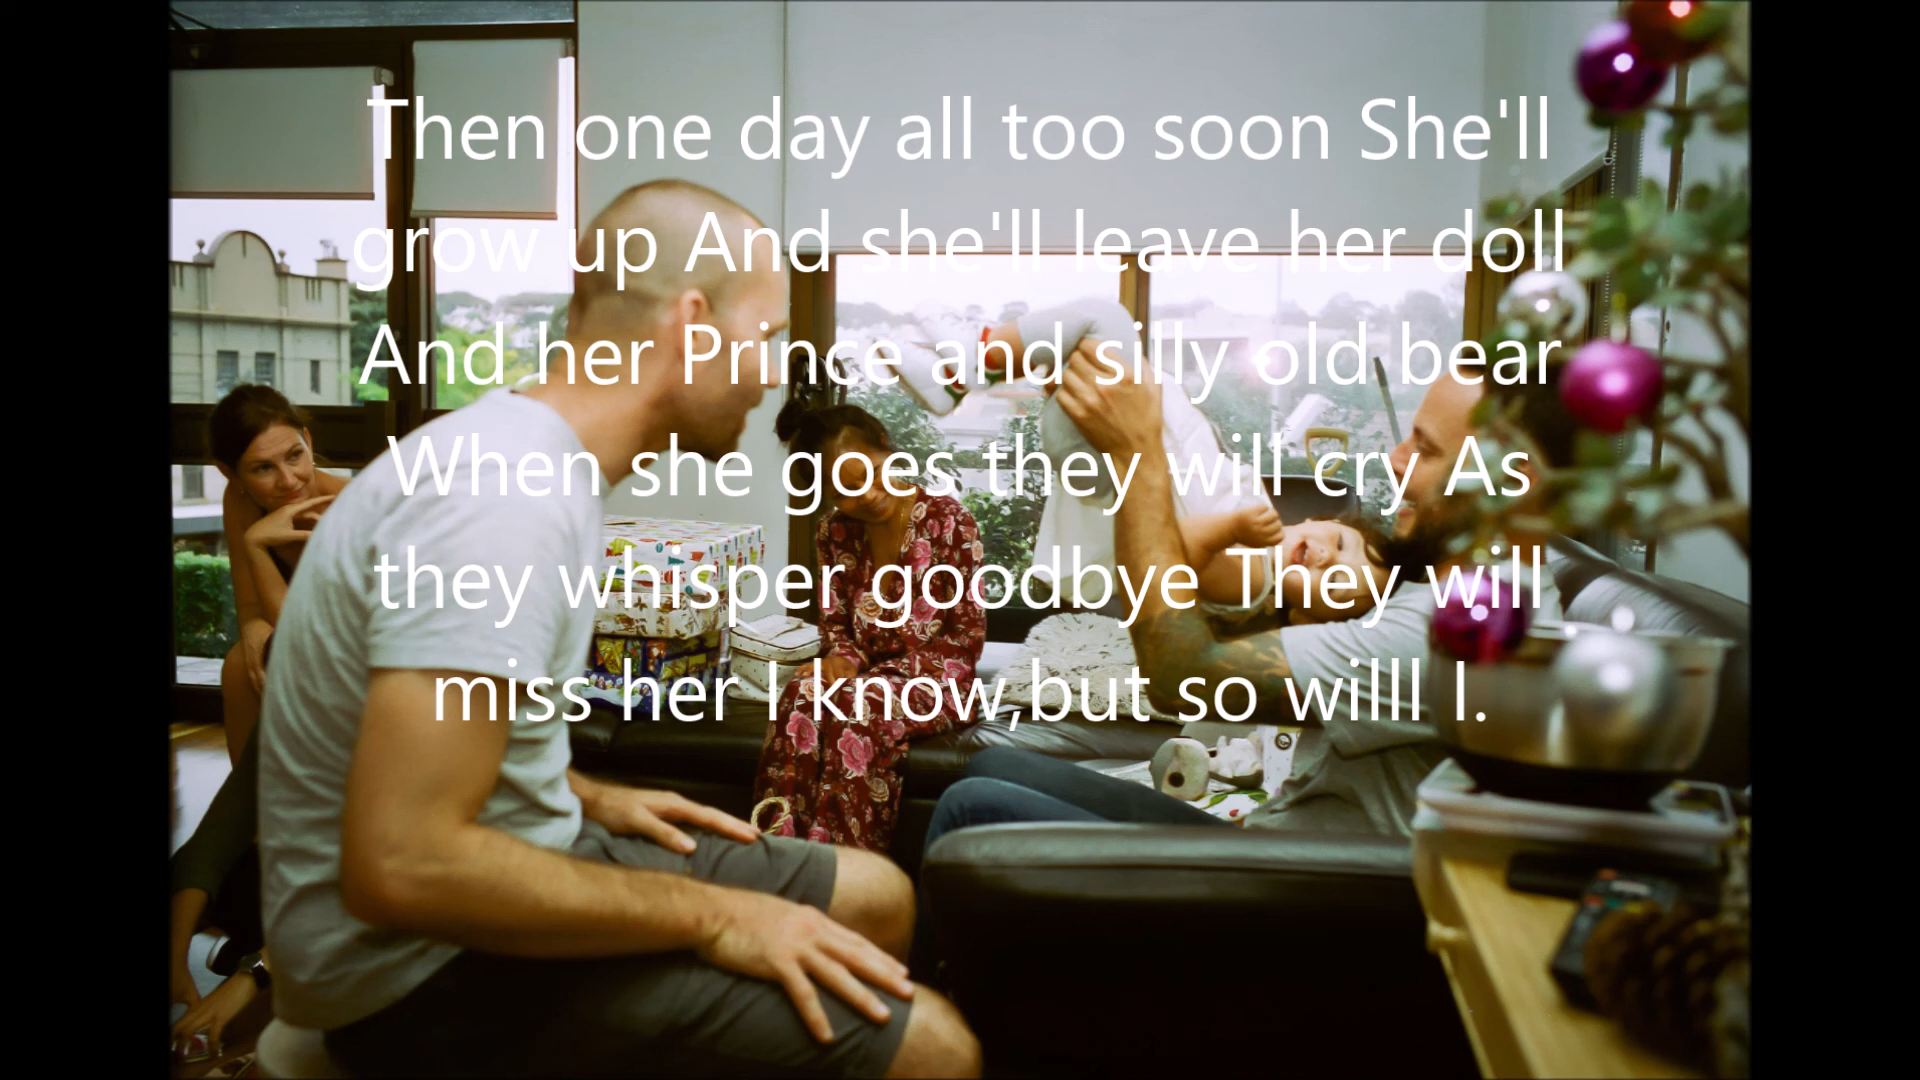 Then one day all too soon She'll
grow up And she'll leave her doll
And her Prince and silly old bear
When she goes they will cry As
they whisper goodbye They will
miss her I know,but so willl I.